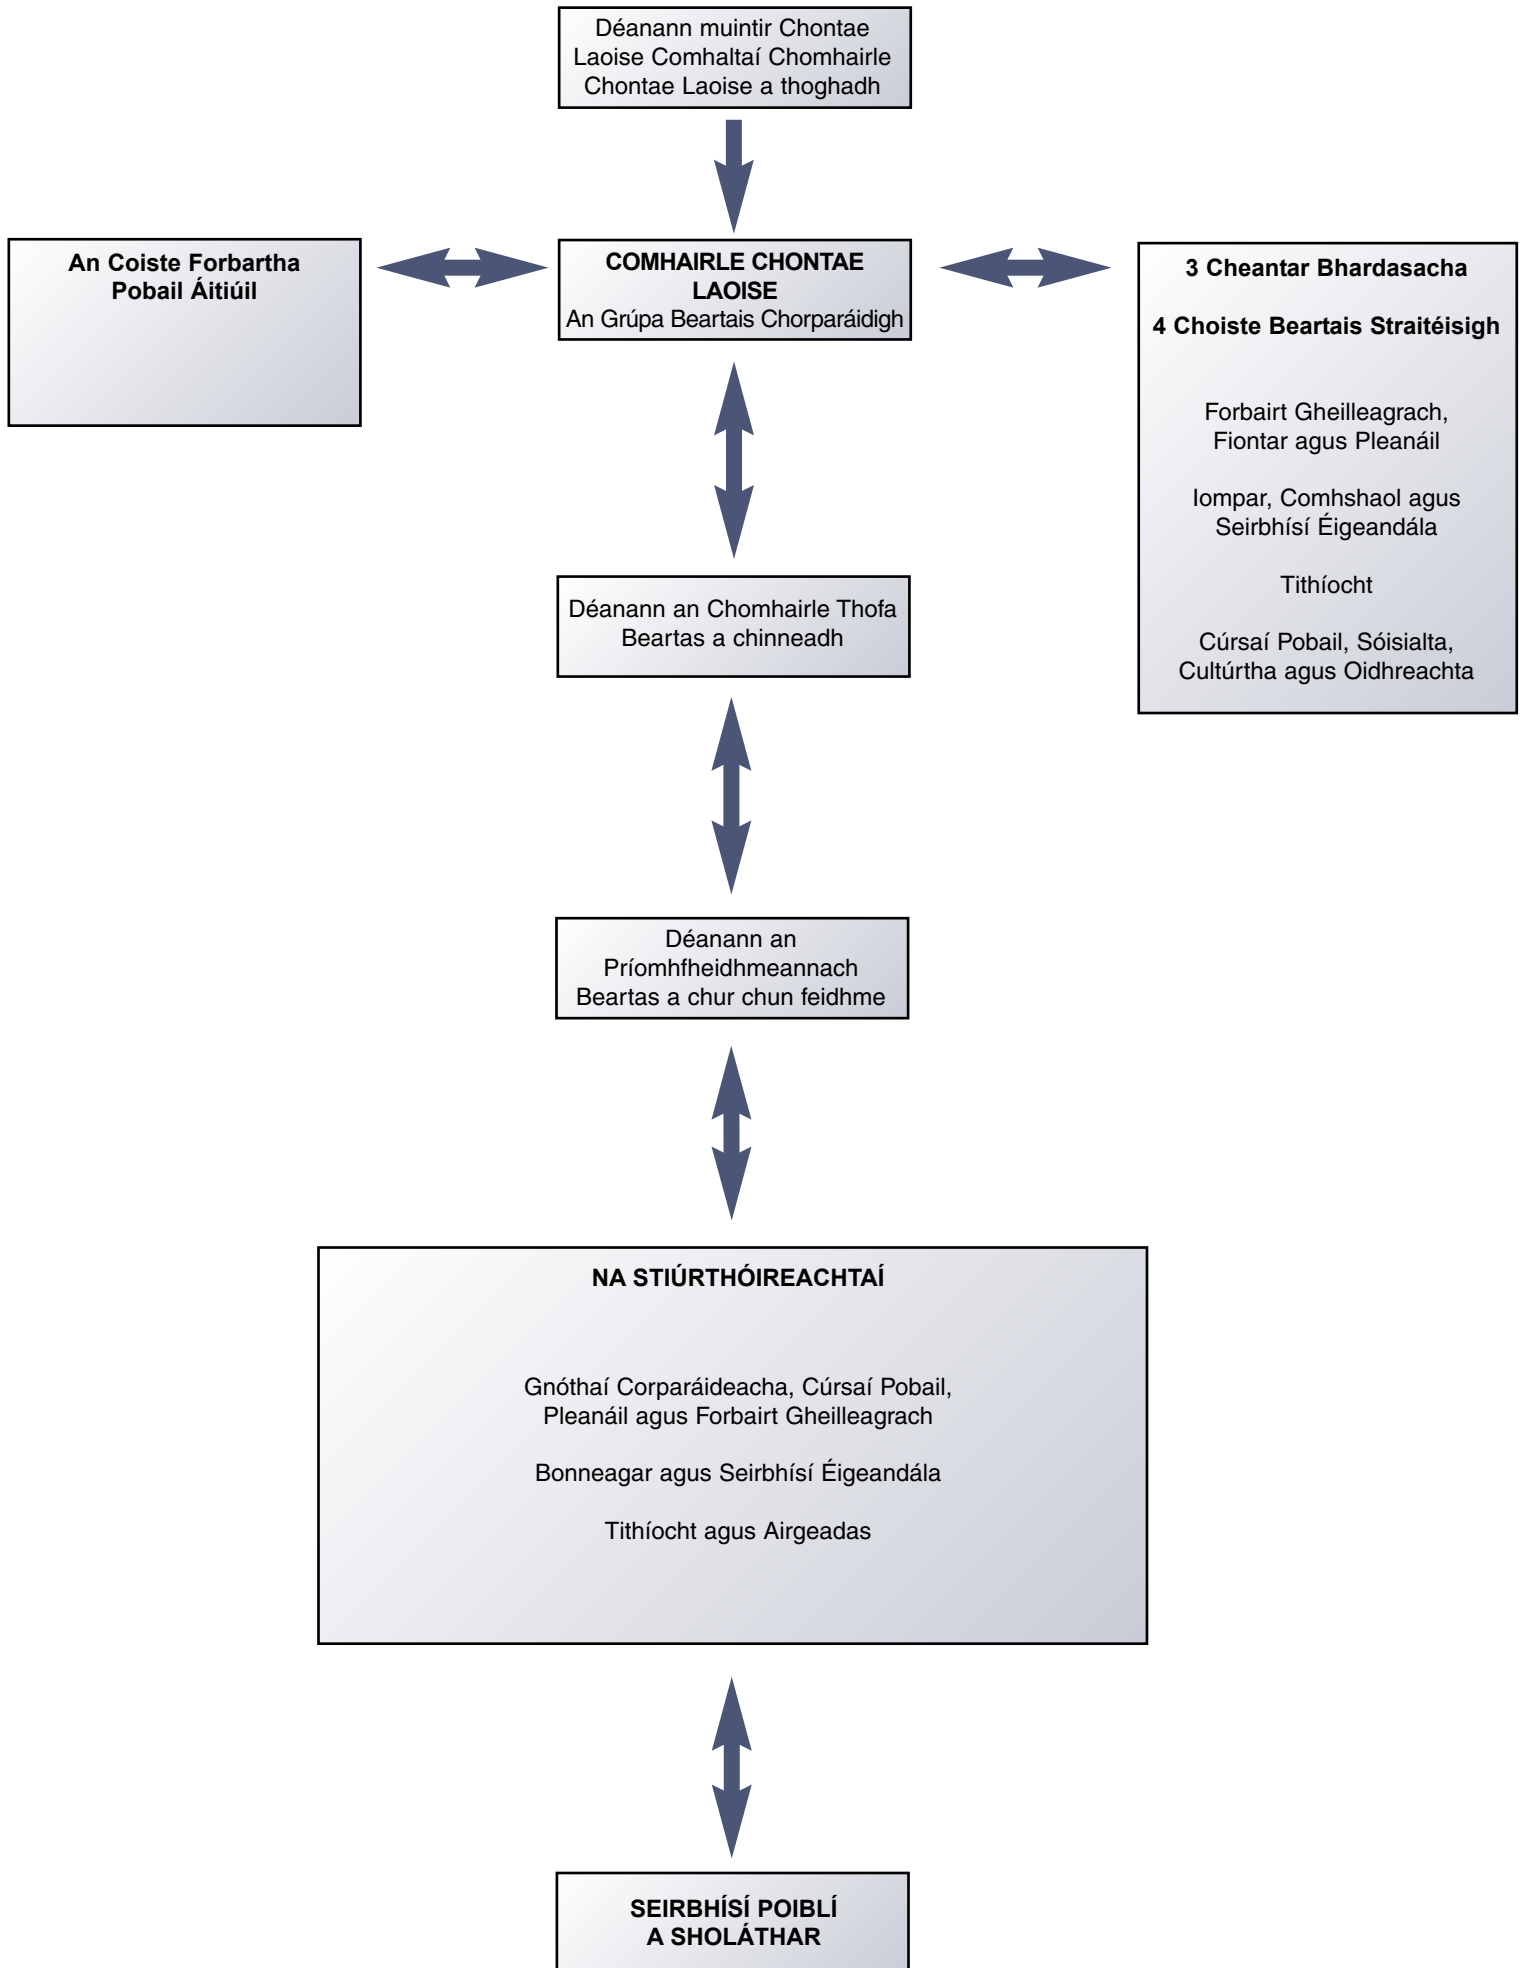 Déanann muintir Chontae
Laoise Comhaltaí Chomhairle
Chontae Laoise a thoghadh
An Coiste Forbartha
Pobail Áitiúil
COMHAIRLE CHONTAE
LAOISE
An Grúpa Beartais Chorparáidigh
3 Cheantar Bhardasacha
4 Choiste Beartais Straitéisigh
Forbairt Gheilleagrach,
Fiontar agus Pleanáil
Iompar, Comhshaol agus
Seirbhísí Éigeandála
Tithíocht
Cúrsaí Pobail, Sóisialta,
Cultúrtha agus Oidhreachta
Déanann an Chomhairle Thofa
Beartas a chinneadh
Déanann an
Príomhfheidhmeannach
Beartas a chur chun feidhme
NA STIÚRTHÓIREACHTAÍ
Gnóthaí Corparáideacha, Cúrsaí Pobail,
Pleanáil agus Forbairt Gheilleagrach
Bonneagar agus Seirbhísí Éigeandála
Tithíocht agus Airgeadas
SEIRBHÍSÍ POIBLÍ
A SHOLÁTHAR